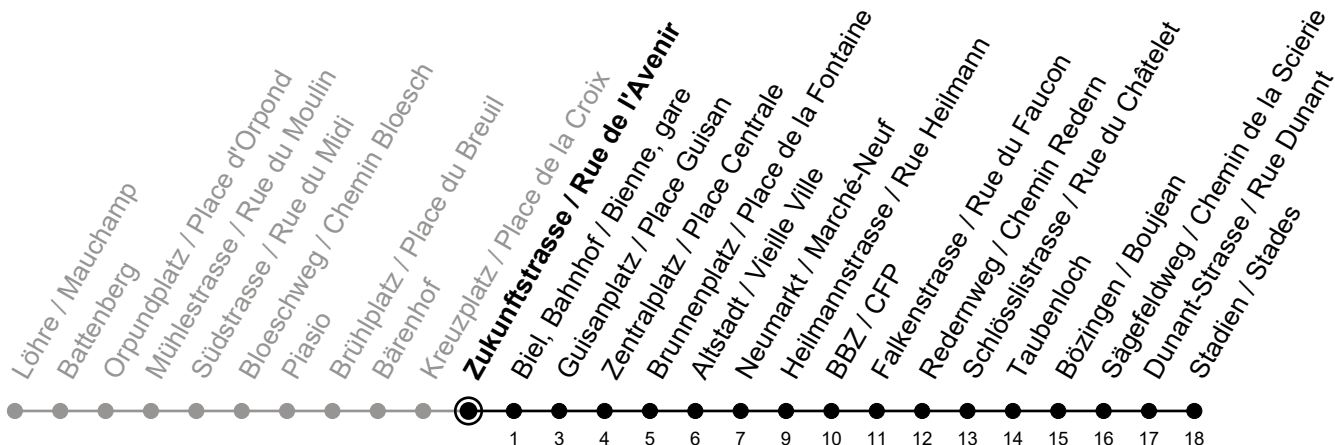 Löhre / Mauchamp
Battenberg
Orpundplatz / Place d'Orpond
Mühlestrasse / Rue du Moulin
Südstrasse / Rue du Midi
Bloeschweg / Chemin Bloesch
Piasio
Brühlplatz / Place du Breuil
Bärenhof
Kreuzplatz / Place de la Croix
Zukunftstrasse / Rue de l'Avenir
Biel, Bahnhof / Bienne, gare
Guisanplatz / Place Guisan
Zentralplatz / Place Centrale
Brunnenplatz / Place de la Fontaine
Altstadt / Vieille Ville
Neumarkt / Marché-Neuf
Heilmannstrasse / Rue Heilmann
BBZ / CFP
Falkenstrasse / Rue du Faucon
Redernweg / Chemin Redern
Schlösslistrasse / Rue du Châtelet
Taubenloch
Bözingen / Boujean
Sägefeldweg / Chemin de la Scierie
Dunant-Strasse / Rue Dunant
Stadien / Stades
1 3 4 5 6 7 9 10 11 12 13 14 15 16 17 18